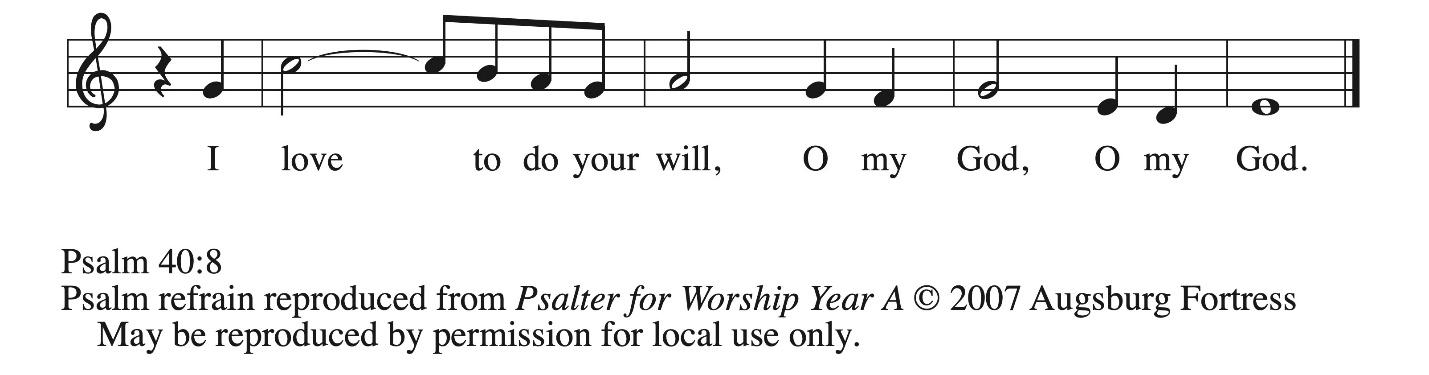 I love to do your will, O my God, O my God.
Psalm 40:8
Psalm refrain reproduced from Psalter for Worship Year A © 2007 Augsburg Fortress
May be reproduced by permission for local use only.